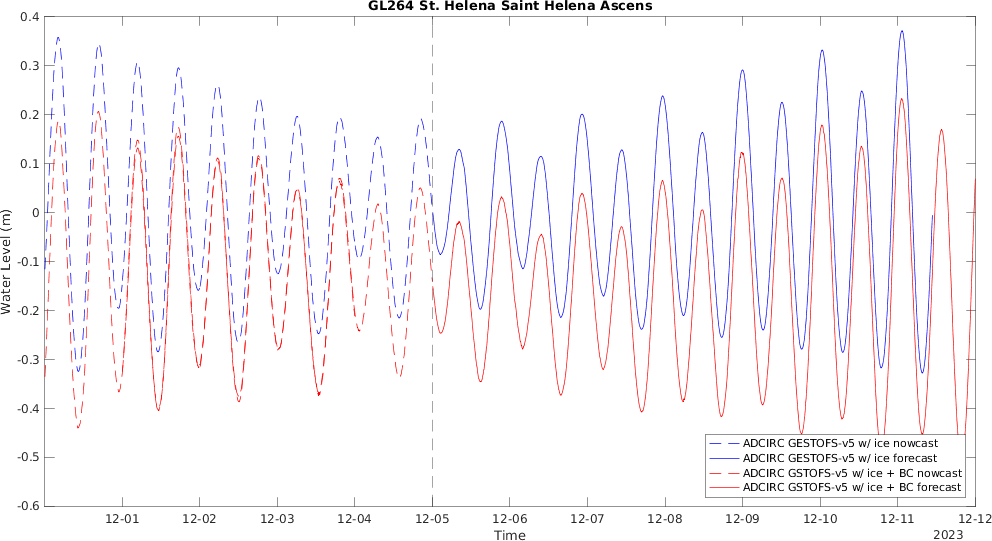 GL264 St. Helena Saint Helena Ascens
0.4
0.3
0.2
0.1
0
-0.1
-0.2
-0.3
-0.4
-0.5
-0.6
Water Level (m)
ADCIRC GESTOFS-v5 w/ ice nowcast
ADCIRC GESTOFS-v5 w/ ice forecast
ADCIRC GSTOFS-v5 w/ ice + BC nowcast
ADCIRC GSTOFS-v5 w/ ice + BC forecast
12-01 12-02 12-03 12-04 12-05 12-06 12-07 12-08 12-09 12-10 12-11 12-12
Time
2023